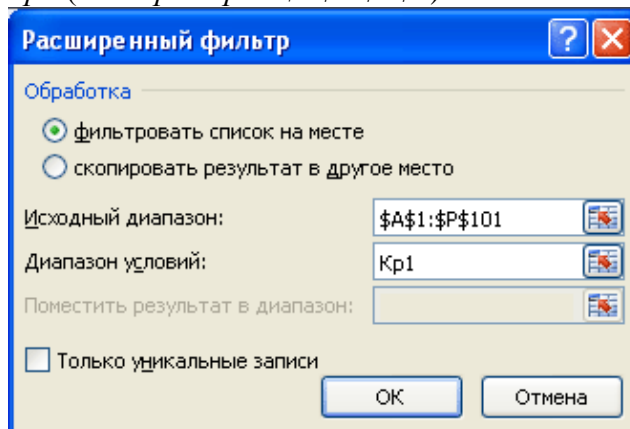 Расширенный фильтр
Обработка
фильтровать список на месте
скопировать результат в другое место
Исходный диапазон: $A$1:$P$101
Диапазон условий: Кр1
Поместить результат в диапазон:
Только уникальные записи
ОК Отмена